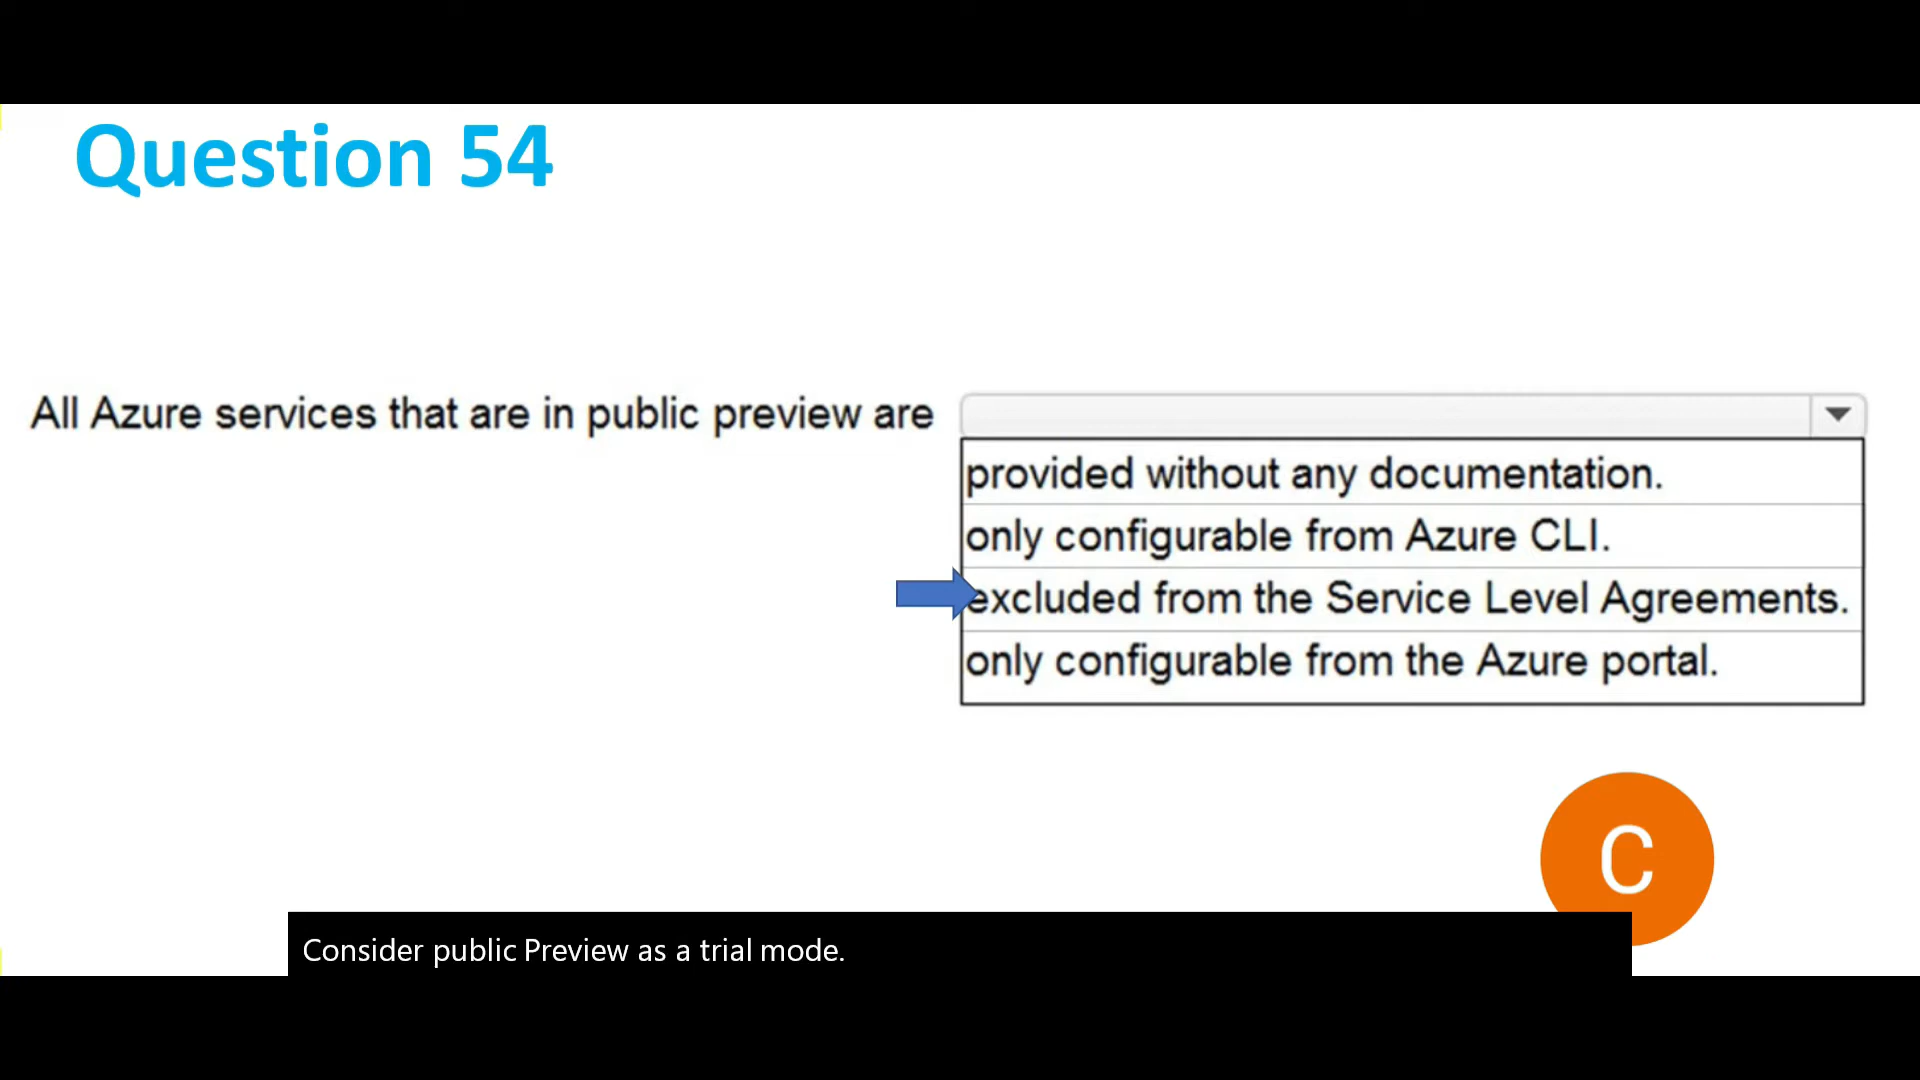 Question 54
All Azure services that are in public preview are
provided without any documentation.
only configurable from Azure CLI.
excluded from the Service Level Agreements.
only configurable from the Azure portal.
C
Consider public Preview as a trial mode.